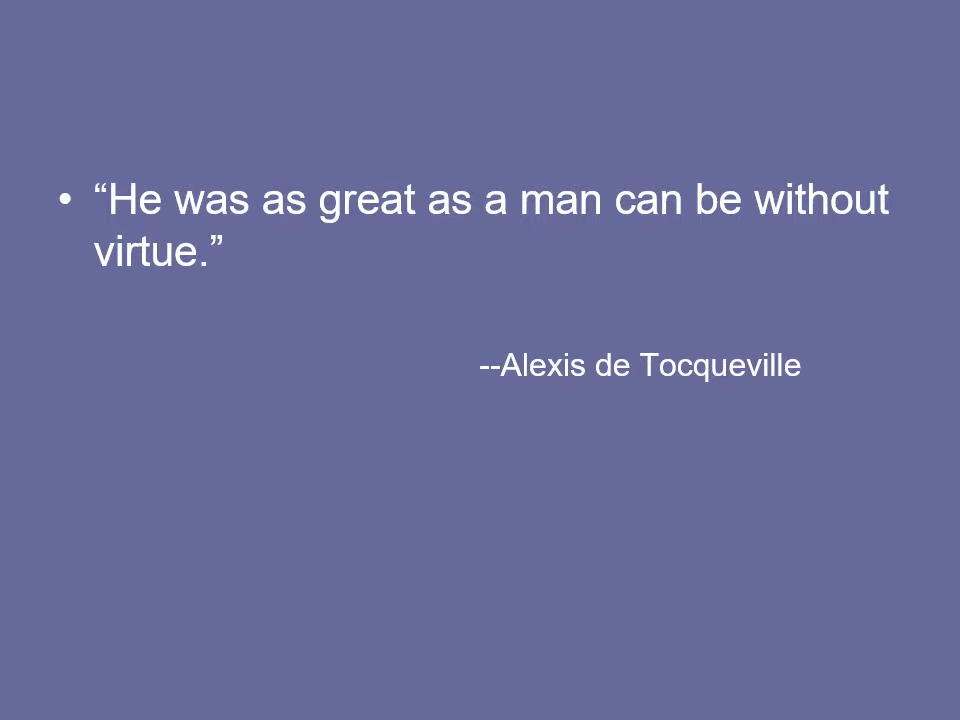 • “He was as great as a man can be without
virtue.”
--Alexis de Tocqueville